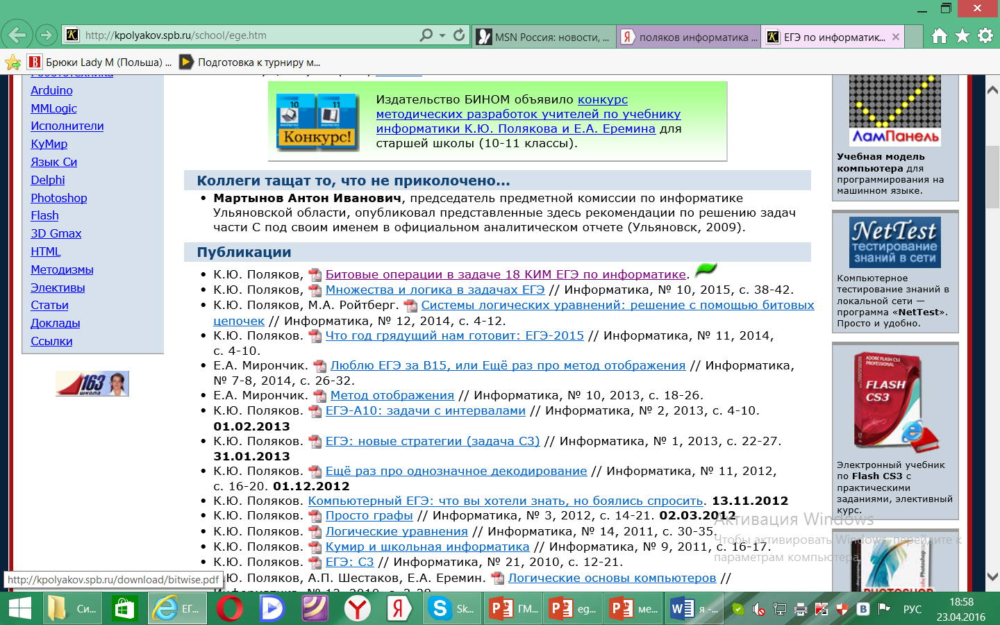 http://kpolyakov.spb.ru/school/ege.htm
MSN Россия: новости, ...
поляков информатика ...
ЕГЭ по информатик...
Брюки Lady M (Польша) ...
Подготовка к турниру м...
Робототехника
Arduino
MMLogic
Исполнители
КуМир
Язык Си
Delphi
Photoshop
Flash
3D Gmax
HTML
Методизмы
Элективы
Статьи
Доклады
Ссылки
163
школа
10 11
Конкурс!
Издательство БИНОМ объявило конкурс
методических разработок учителей по учебнику
информатики К.Ю. Полякова и Е.А. Еремина для
старшей школы (10-11 классы).
Коллеги тащат то, что не приколочено...
• Мартынов Антон Иванович, председатель предметной комиссии по информатике
Ульяновской области, опубликовал представленные здесь рекомендации по решению задач
части С под своим именем в официальном аналитическом отчете (Ульяновск, 2009).
Публикации
• К.Ю. Поляков, Битовые операции в задаче 18 КИМ ЕГЭ по информатике.
• К.Ю. Поляков, Множества и логика в задачах ЕГЭ // Информатика, № 10, 2015, с. 38-42.
• К.Ю. Поляков, М.А. Ройтберг. Системы логических уравнений: решение с помощью битовых
цепочек // Информатика, № 12, 2014, с. 4-12.
• К.Ю. Поляков. Что год грядущий нам готовит: ЕГЭ-2015 // Информатика, № 11, 2014,
с. 4-10.
• Е.А. Мирончик. Люблю ЕГЭ за В15, или Ещё раз про метод отображения // Информатика,
№ 7-8, 2014, с. 26-32.
• Е.А. Мирончик. Метод отображения // Информатика, № 10, 2013, с. 18-26.
• К.Ю. Поляков. ЕГЭ-А10: задачи с интервалами // Информатика, № 2, 2013, с. 4-10.
01.02.2013
• К.Ю. Поляков. ЕГЭ: новые стратегии (задача С3) // Информатика, № 1, 2013, с. 22-27.
31.01.2013
• К.Ю. Поляков. Ещё раз про однозначное декодирование // Информатика, № 11, 2012,
с. 16-20. 01.12.2012
• К.Ю. Поляков. Компьютерный ЕГЭ: что вы хотели знать, но боялись спросить. 13.11.2012
• К.Ю. Поляков. Просто графы // Информатика, № 3, 2012, с. 14-21. 02.03.2012
• К.Ю. Поляков. Логические уравнения // Информатика, № 14, 2011, с. 30-35.
• К.Ю. Поляков. Кумир и школьная информатика // Информатика, № 9, 2011, с. 16-17.
• К.Ю. Поляков. ЕГЭ: С3 // Информатика, № 21, 2010, с. 12-21.
.Ю. Поляков, А.П. Шестаков, Е.А. Еремин. Логические основы компьютеров //
ЛамПанель
Учебная модель
компьютера для
программирования на
машинном языке.
NetTest
тестирование
знаний в сети
Компьютерное
тестирование знаний в
локальной сети —
программа «NetTest».
Просто и удобно.
ADOBE FLASH CS3
PROFESSIONAL
FLASH
CS3
Электронный учебник
по Flash CS3 с
практическими
заданиями, элективный
курс.
PHOTOSHOP
Активация Windows
Чтобы активировать Windows, перейдите к
параметрам компьютера.
http://kpolyakov.spb.ru/download/bitwise.pdf
Си...
ЕГ...
Sk...
ГМ...
eg...
ме...
я -...
РУС
18:58
23.04.2016